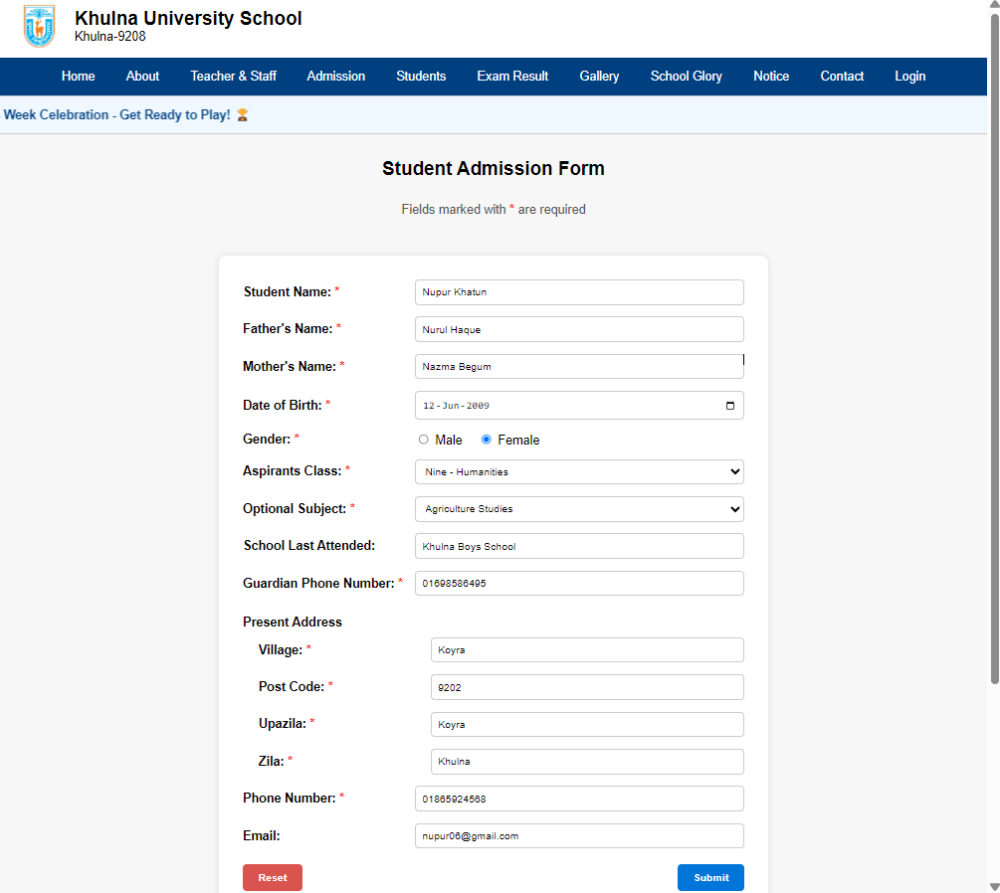 Khulna University School
Khulna-9208
Home About Teacher & Staff Admission Students Exam Result Gallery School Glory Notice Contact Login
Week Celebration - Get Ready to Play! 🏆
Student Admission Form
Fields marked with * are required
Student Name: * Nupur Khatun
Father's Name: * Nurul Haque
Mother's Name: * Nazma Begum
Date of Birth: * 12-Jun-2009
Gender: * Male Female
Aspirants Class: * Nine - Humanities
Optional Subject: * Agriculture Studies
School Last Attended: Khulna Boys School
Guardian Phone Number: * 01698586495
Present Address
Village: * Koyra
Post Code: * 9202
Upazila: * Koyra
Zila: * Khulna
Phone Number: * 01865924568
Email: nupur06@gmail.com
Reset Submit